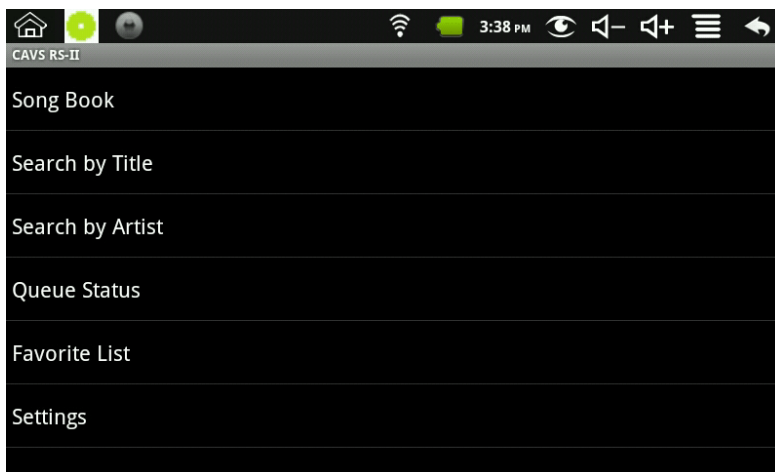 3:38 PM
CAVS RS-II
Song Book
Search by Title
Search by Artist
Queue Status
Favorite List
Settings